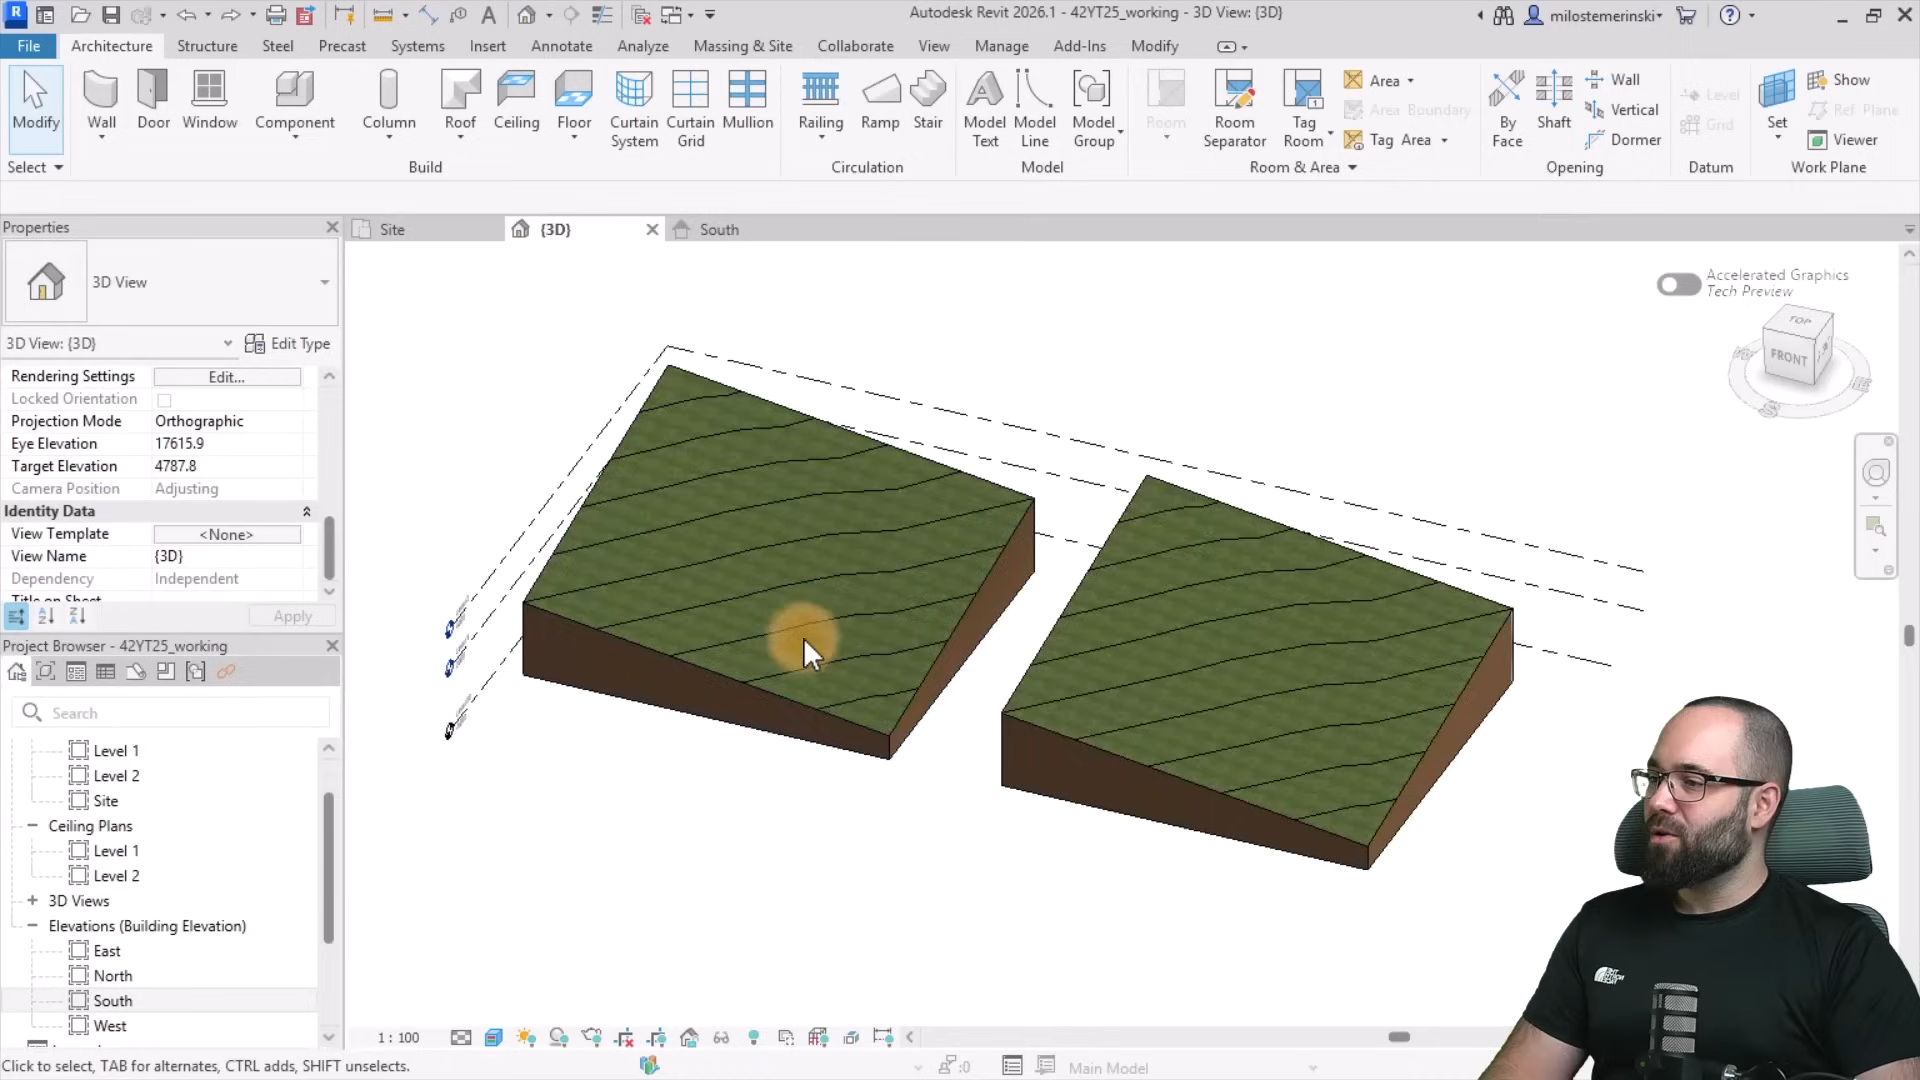 Autodesk Revit 2026.1 - 42YT25_working - 3D View: {3D}
milostemerinski
File Architecture Structure Steel Precast Systems Insert Annotate Analyze Massing & Site Collaborate View Manage Add-Ins Modify
Modify
Wall
Door
Window
Component
Column
Roof
Ceiling
Floor
Curtain System
Curtain Grid
Mullion
Railing
Ramp
Stair
Model Text
Model Line
Model Group
Room
Room Separator
Tag Room
Area
Area Boundary
Tag Area
By Face
Shaft
Wall
Vertical
Dormer
Level
Grid
Set
Show
Ref Plane
Viewer
Select Build Circulation Model Room & Area Opening Datum Work Plane
Properties
Site {3D} South
3D View
3D View: {3D} Edit Type
Rendering Settings Edit...
Locked Orientation
Projection Mode Orthographic
Eye Elevation 17615.9
Target Elevation 4787.8
Camera Position Adjusting
Identity Data
View Template <None>
View Name {3D}
Dependency Independent
Apply
Project Browser - 42YT25_working
Search
Level 1
Level 2
Site
Ceiling Plans
Level 1
Level 2
3D Views
Elevations (Building Elevation)
East
North
South
West
Accelerated Graphics
Tech Preview
TOP
FRONT
S
THE
NORTH
FACE
1 : 100
Click to select, TAB for alternates, CTRL adds, SHIFT unselects.
:0
Main Model